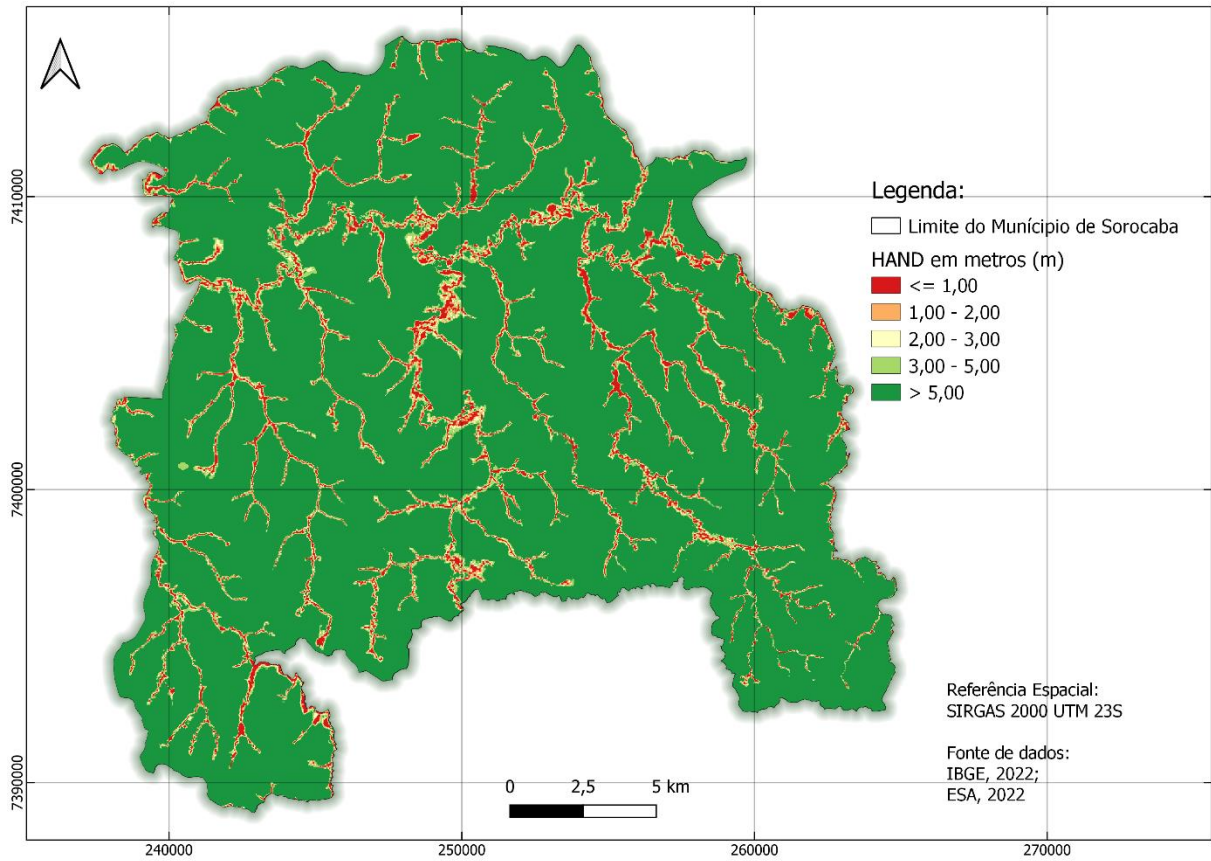 Legenda:
Limite do Munícipio de Sorocaba
HAND em metros (m)
<= 1,00
1,00 - 2,00
2,00 - 3,00
3,00 - 5,00
> 5,00
Referência Espacial:
SIRGAS 2000 UTM 23S
Fonte de dados:
IBGE, 2022;
ESA, 2022
0 2,5 5 km
7410000
7400000
7390000
240000 250000 260000 270000